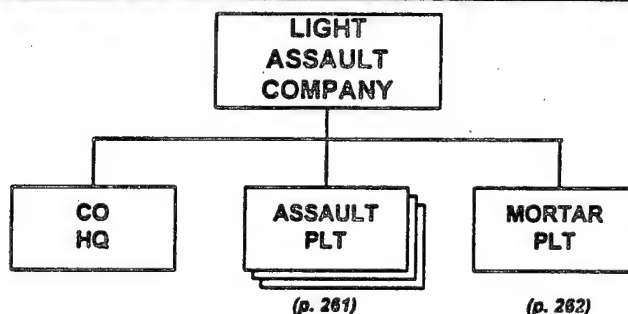 LIGHT
ASSAULT
COMPANY
CO
HQ
ASSAULT
PLT
MORTAR
PLT
(p. 261)
(p. 262)